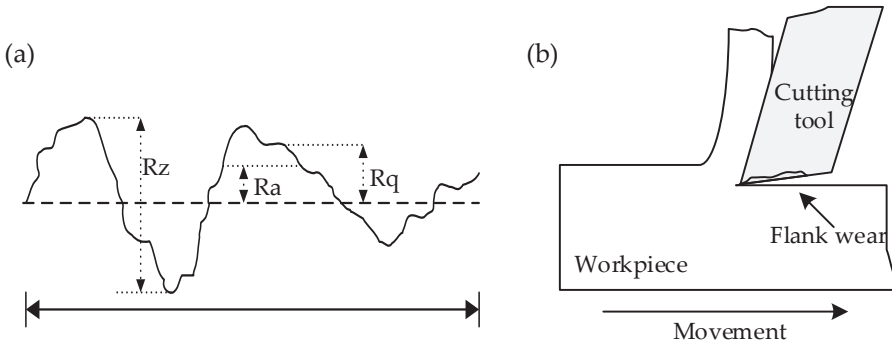 (a)
Rz
Ra
Rq
(b)
Cutting
tool
Flank wear
Workpiece
Movement